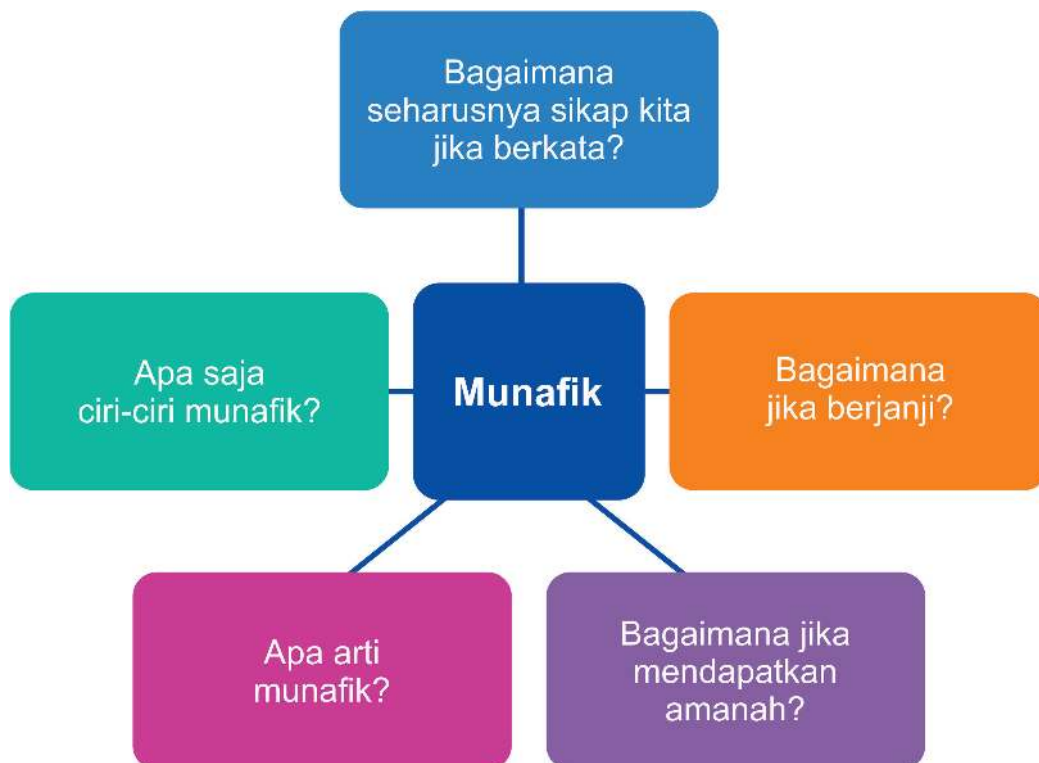 Bagaimana
seharusnya sikap kita
jika berkata?
Apa saja
ciri-ciri munafik?
Munafik
Bagaimana
jika berjanji?
Apa arti
munafik?
Bagaimana jika
mendapatkan
amanah?